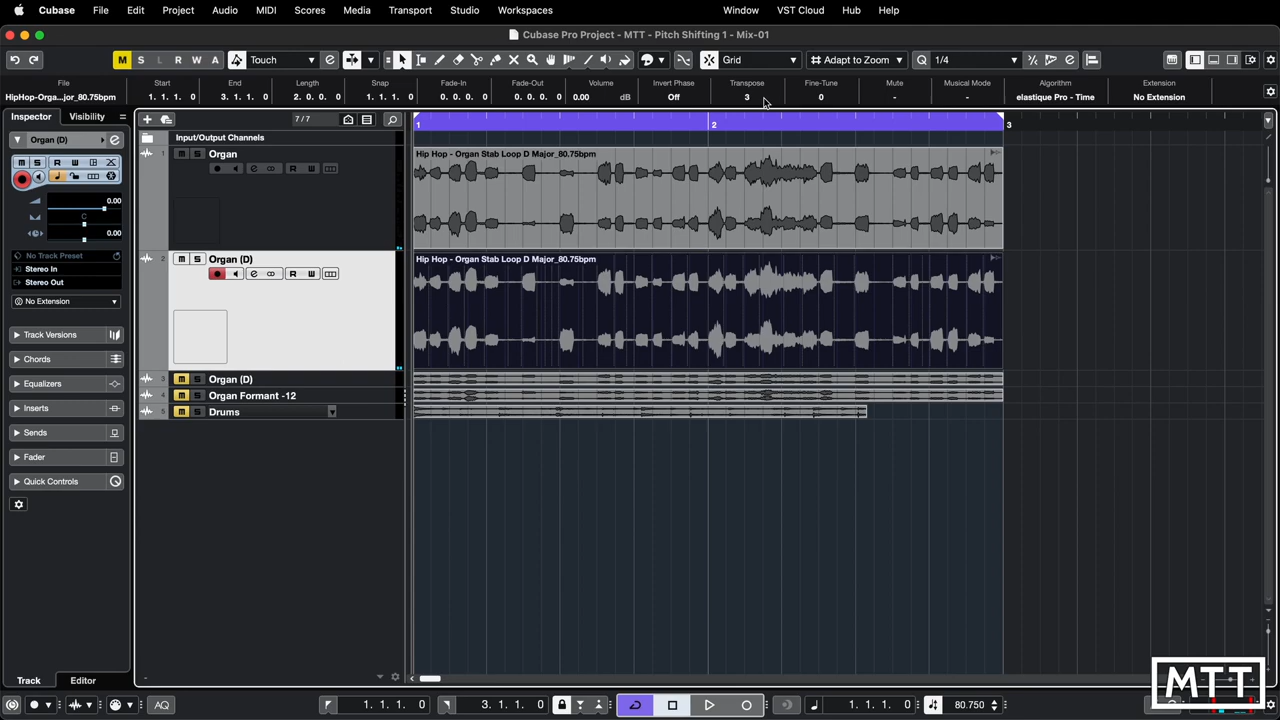 Cubase File Edit Project Audio MIDI Scores Media Transport Studio Workspaces Window VST Cloud Hub Help
Cubase Pro Project - MTT - Pitch Shifting 1 - Mix-01
M S L R W A Touch Grid Adapt to Zoom Q 1/4
File Start End Length Snap Fade-In Fade-Out Volume Invert Phase Transpose Fine-Tune Mute Musical Mode Algorithm Extension
HipHop-Orga...jor_80.75bpm 1. 1. 1. 0 3. 1. 1. 0 2. 0. 0. 0 1. 1. 1. 0 0. 0. 0. 0 0. 0. 0. 0 0.00 dB Off 3 0 - - elastique Pro - Time No Extension
Inspector Visibility 7/7 1 2 3
Organ (D) e Input/Output Channels
M S R W
0.00
C
0.00
No Track Preset
Stereo In
Stereo Out
No Extension
Track Versions
Chords
Equalizers
Inserts
Sends
Fader
Quick Controls
1 m S Organ
e
Hip Hop - Organ Stab Loop D Major_80.75bpm
2 m S Organ (D)
e R W
Hip Hop - Organ Stab Loop D Major_80.75bpm
3 m S Organ (D)
4 m S Organ Formant -12
5 m S Drums
Track Editor
MTT
AQ 1. 1. 1. 0 1. 1. 1. 0 80.750